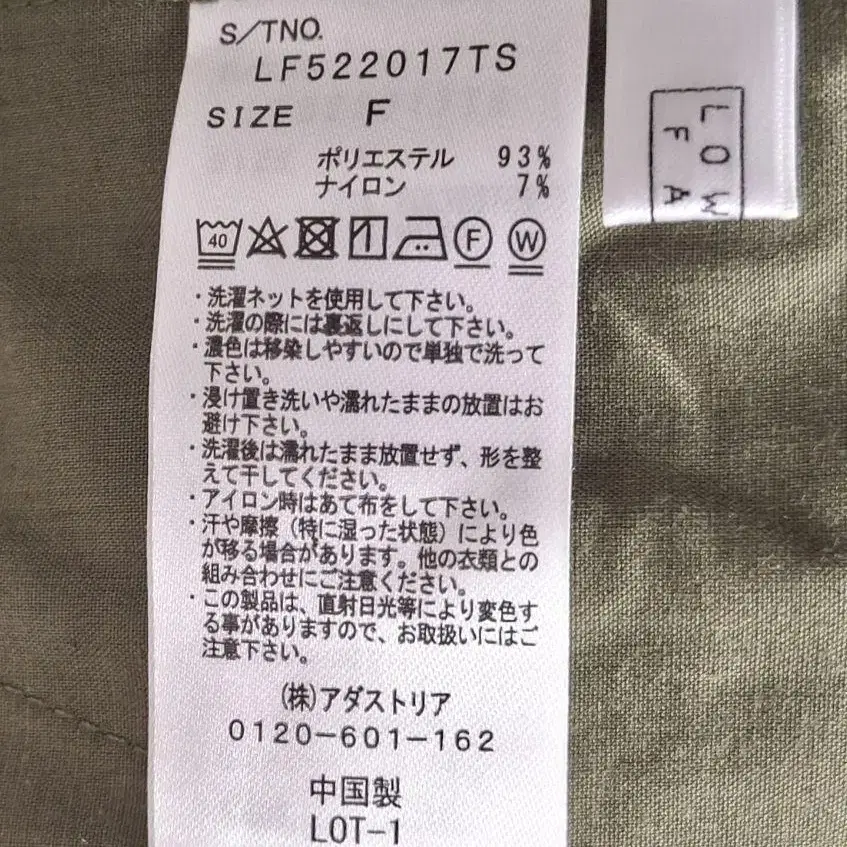 S/TNO.
LF522017TS
SIZE F
ポリエステル 93%
ナイロン 7%
40 F W
・洗濯ネットを使用して下さい。
・洗濯の際には裏返しにして下さい。
・濃色は移染しやすいので単独で洗って
下さい。
・浸け置き洗いや濡れたままの放置はお
避け下さい。
・洗濯後は濡れたまま放置せず、形を整
えて干してください。
・アイロン時はあて布をして下さい。
・汗や摩擦（特に湿った状態）により色
が移る場合があります。他の衣類との
組み合わせにご注意ください。
・この製品は、直射日光等により変色す
る事がありますので、お取扱いにはご
注意下さい。
(株)アダストリア
0120-601-162
中国製
LOT-1
LOW
FA